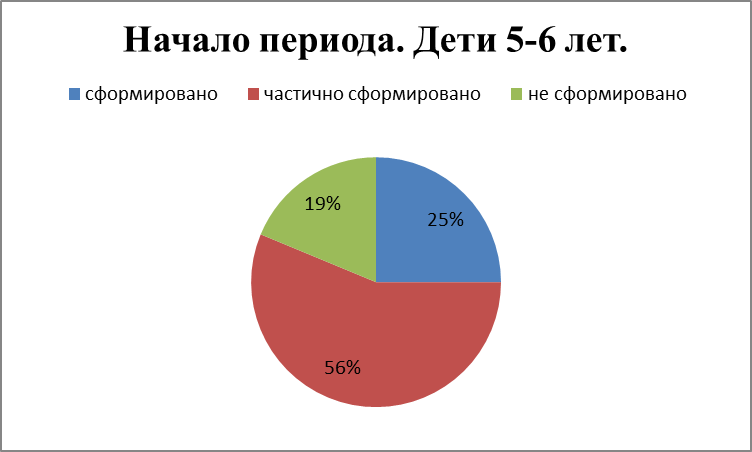 Начало периода. Дети 5-6 лет.
сформировано частично сформировано не сформировано
19%
25%
56%